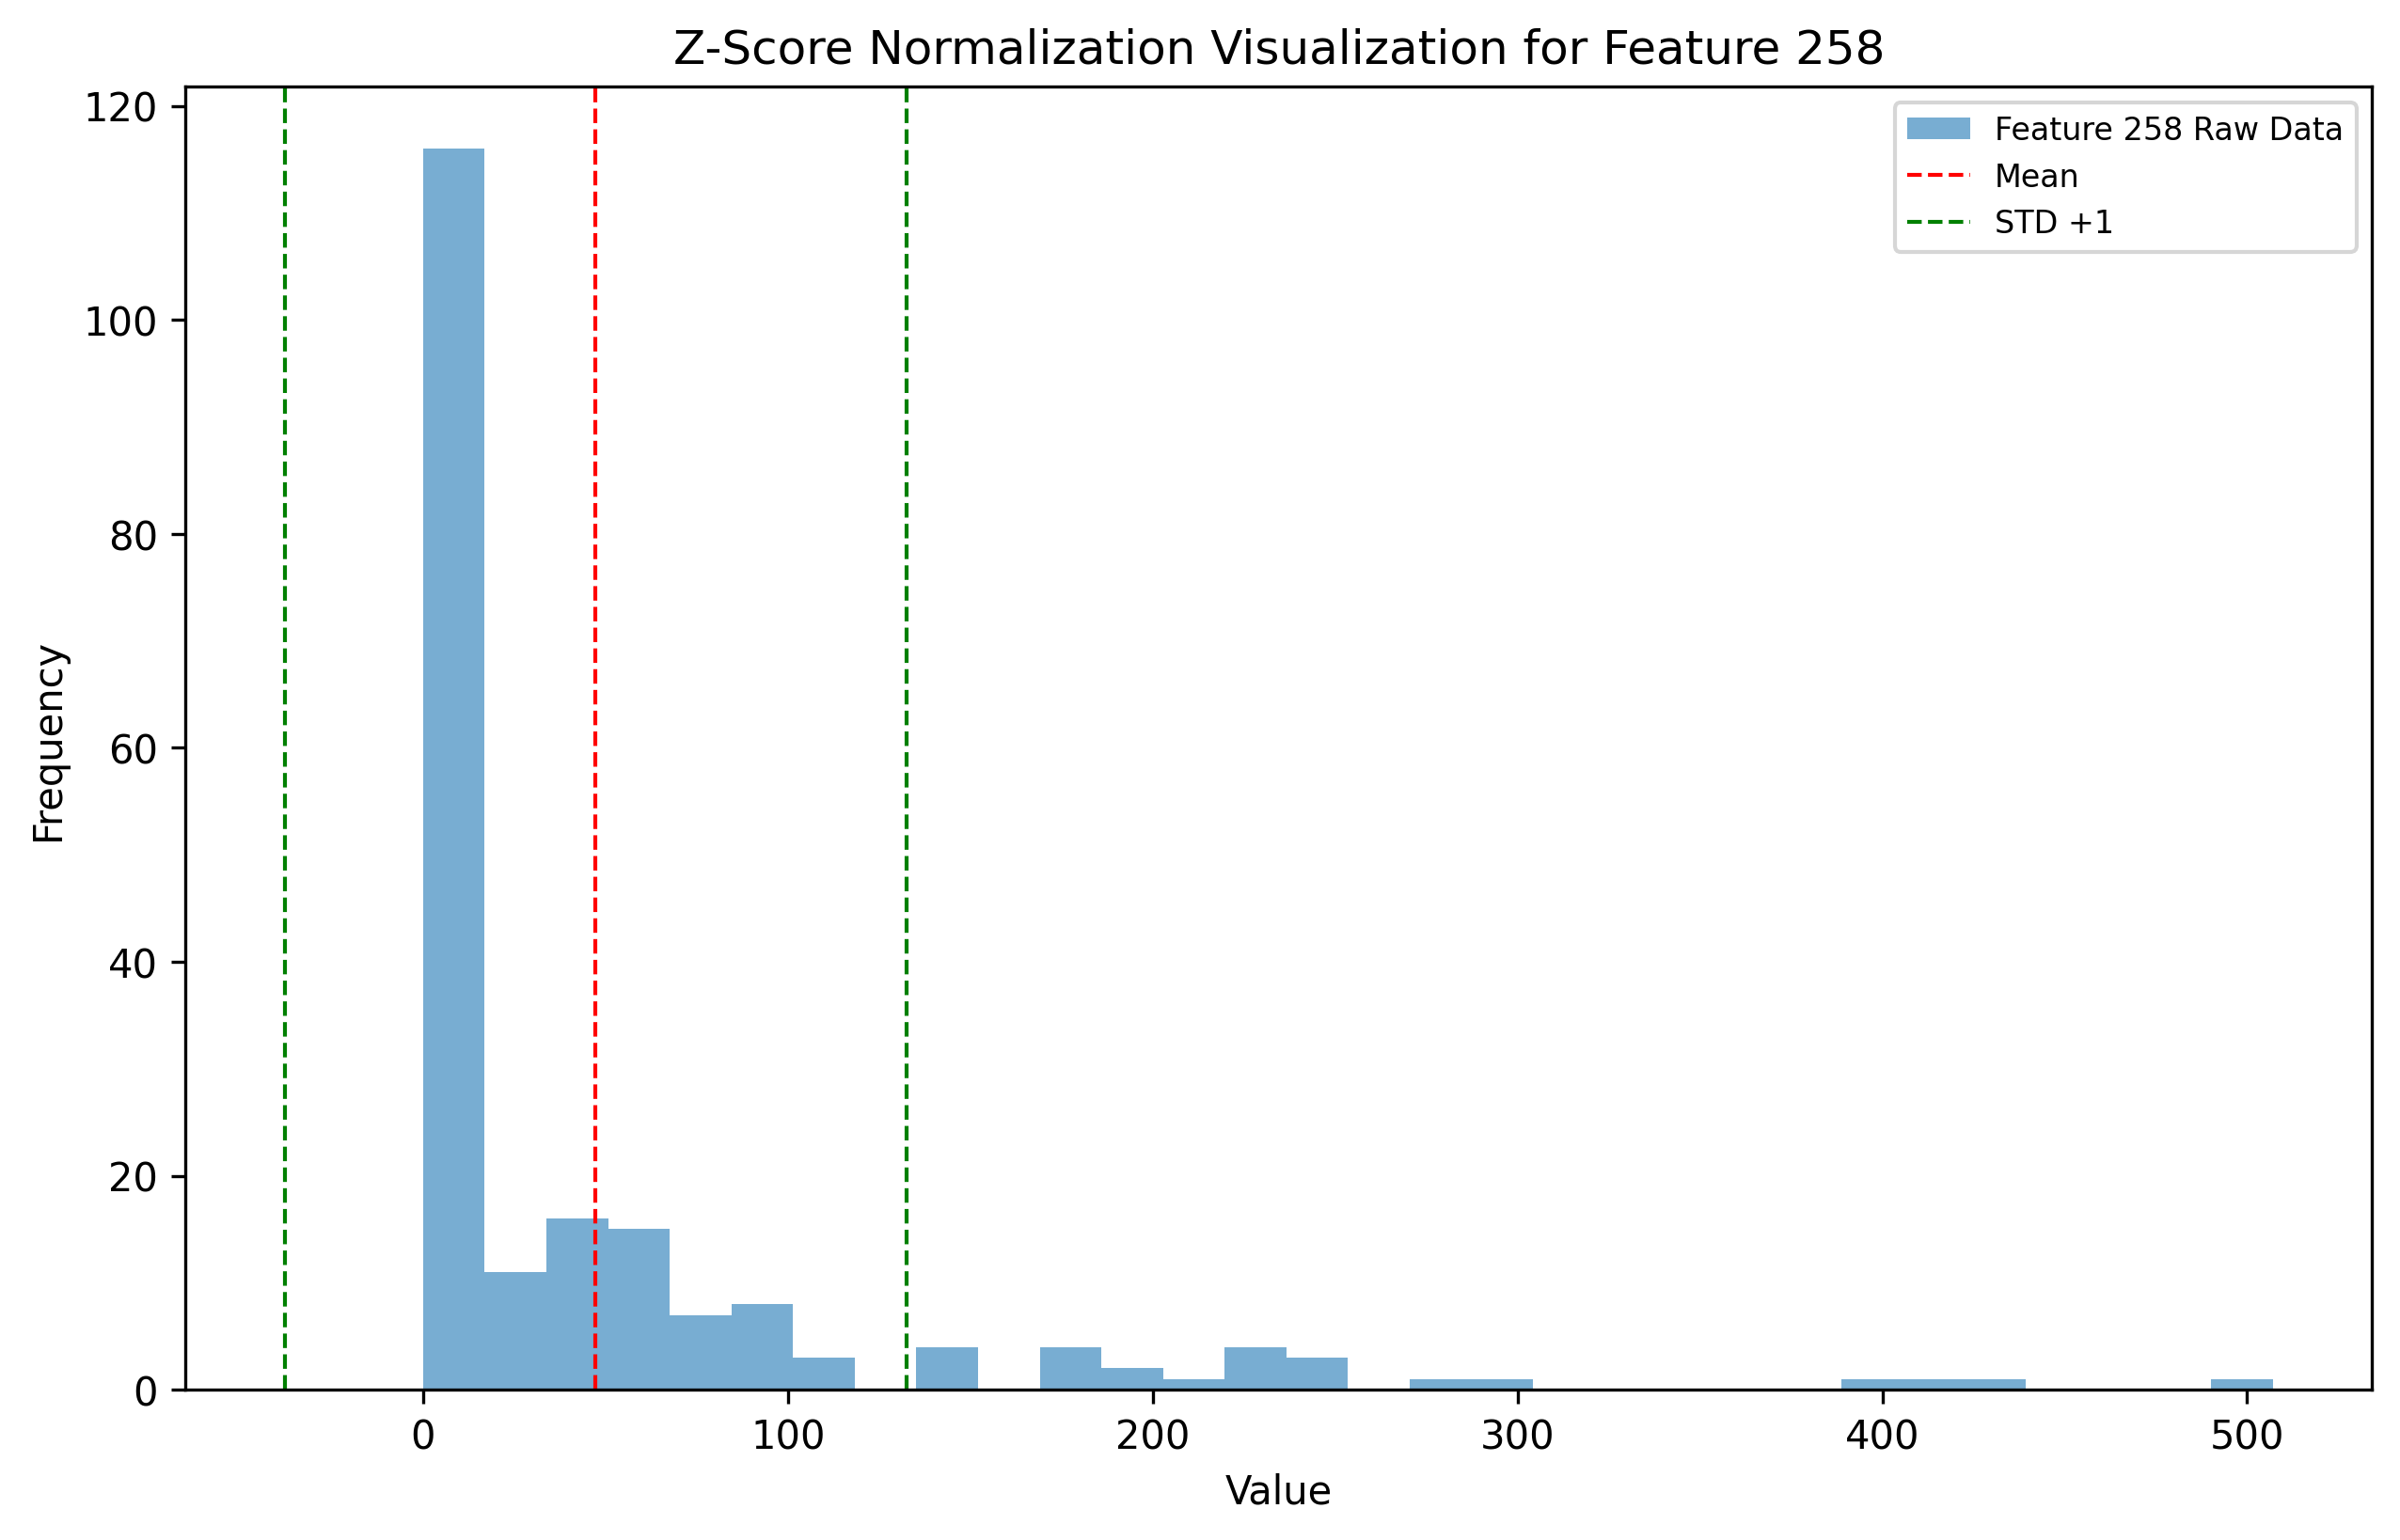 Z-Score Normalization Visualization for Feature 258
Feature 258 Raw Data
Mean
STD +1
120
100
80
60
40
20
0
Frequency
0 100 200 300 400 500
Value